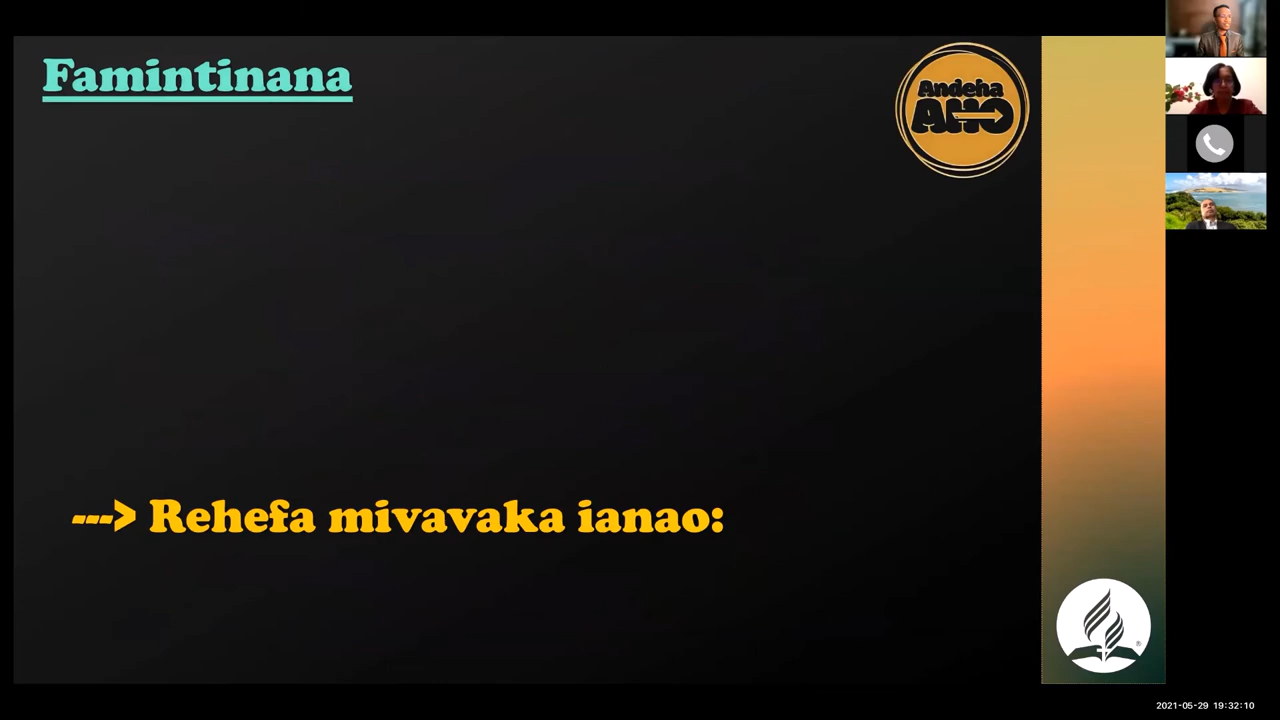 Famintinana
Andeha
AHO
---> Rehefa mivavaka ianao:
®
2021-05-29 19:32:10